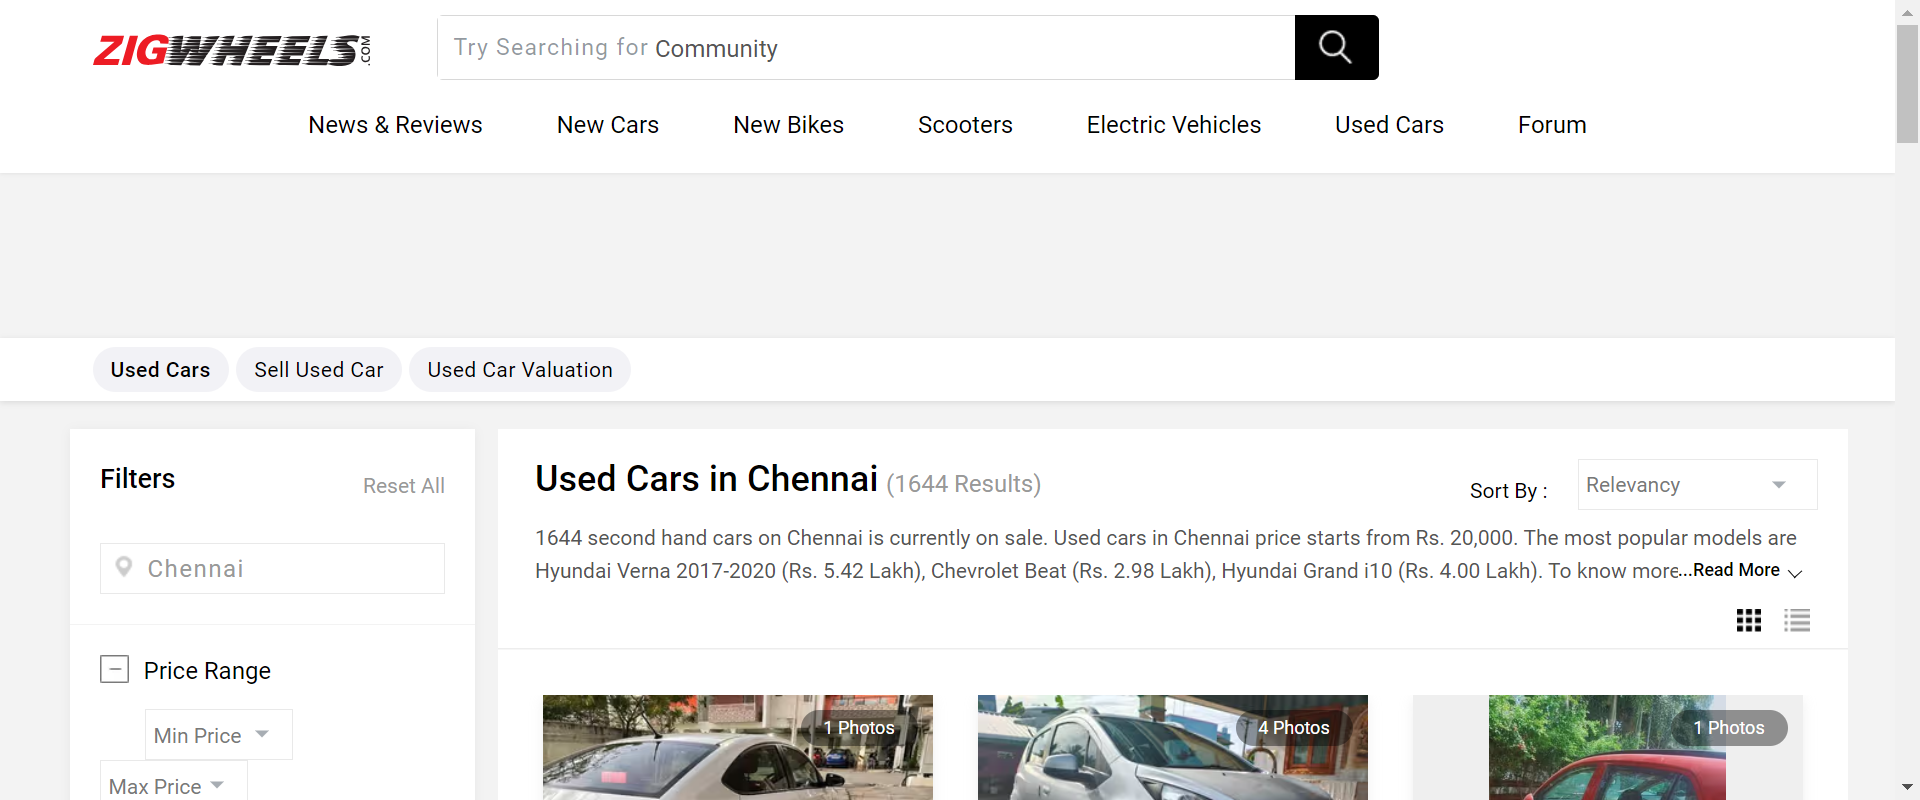 ZIGWHEELS.COM
Try Searching for Community
News & Reviews New Cars New Bikes Scooters Electric Vehicles Used Cars Forum
Used Cars Sell Used Car Used Car Valuation
Filters
Reset All
Chennai
Price Range
Min Price
Max Price
Used Cars in Chennai (1644 Results)
Sort By : Relevancy
1644 second hand cars on Chennai is currently on sale. Used cars in Chennai price starts from Rs. 20,000. The most popular models are
Hyundai Verna 2017-2020 (Rs. 5.42 Lakh), Chevrolet Beat (Rs. 2.98 Lakh), Hyundai Grand i10 (Rs. 4.00 Lakh). To know more...Read More
1 Photos
4 Photos
1 Photos